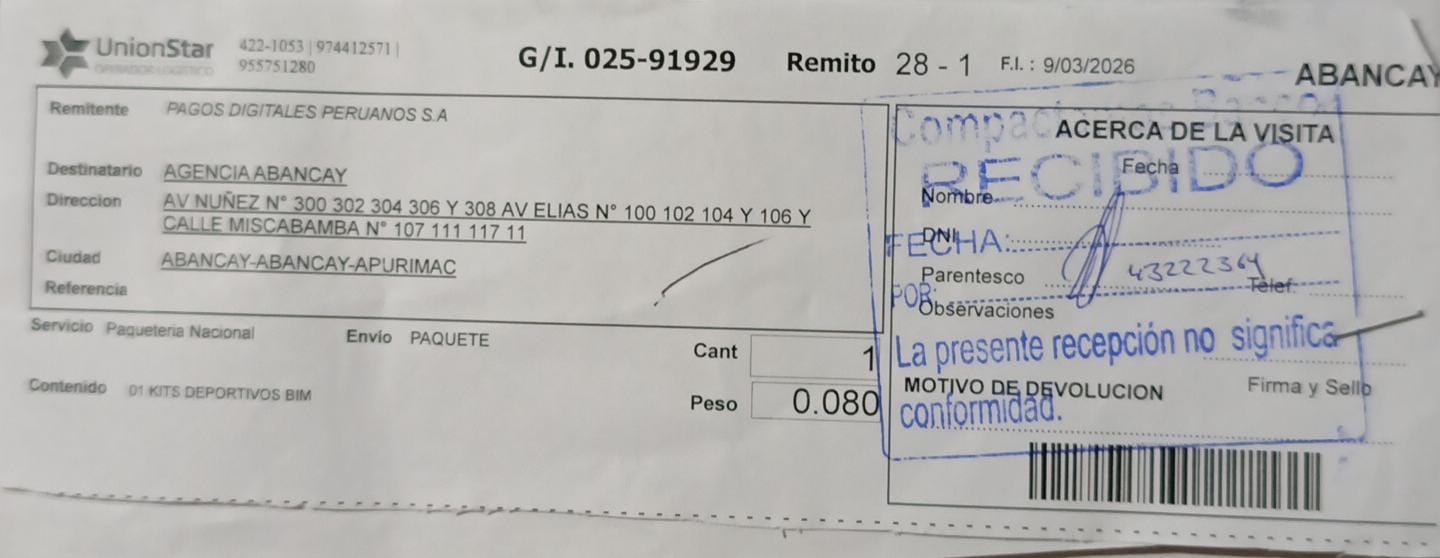 UnionStar
OPERADOR LOGISTICO
422-1053 | 974412571 |
955751280
G/I. 025-91929
Remito 28 - 1
F.I. : 9/03/2026
ABANCAY
Remitente PAGOS DIGITALES PERUANOS S.A
Destinatario AGENCIA ABANCAY
Direccion AV NUÑEZ N° 300 302 304 306 Y 308 AV ELIAS N° 100 102 104 Y 106 Y
CALLE MISCABAMBA N° 107 111 117 11
Ciudad ABANCAY-ABANCAY-APURIMAC
Referencia
Servicio Paqueteria Nacional Envío PAQUETE
Cant 1
Contenido 01 KITS DEPORTIVOS BIM
Peso 0.080
ACERCA DE LA VISITA
Fecha
Nombre
DNI
Parentesco
Telef.
Observaciones
MOTIVO DE DEVOLUCION
Firma y Sello
RECIBIDO
FECHA:
43222364
POR:
La presente recepción no significa
conformidad.